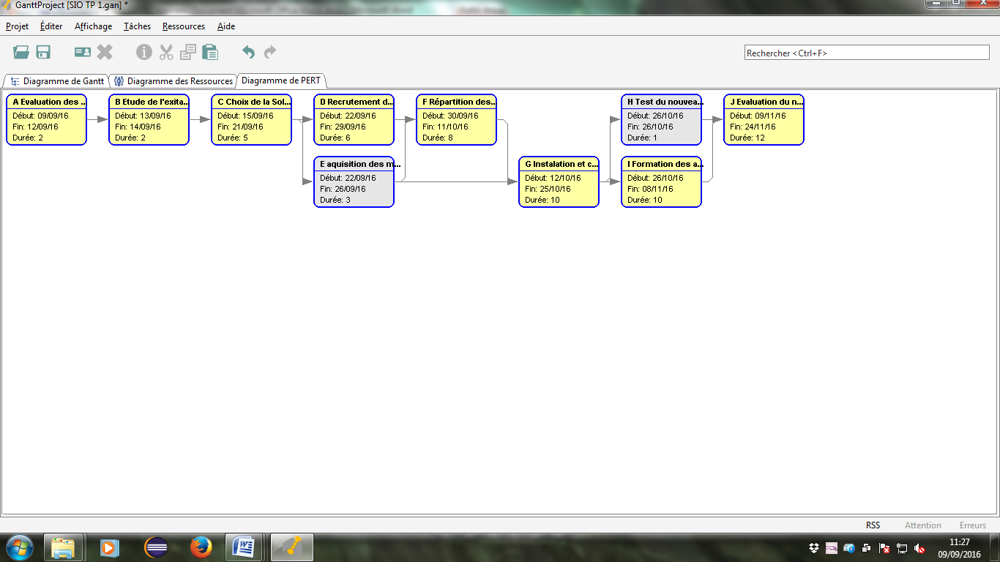 GanttProject [SIO TP 1.gan] *
Projet Éditer Affichage Tâches Ressources Aide
Rechercher <Ctrl+F>
Diagramme de Gantt Diagramme des Ressources Diagramme de PERT
A Evaluation des ...
Début: 09/09/16
Fin: 12/09/16
Durée: 2
B Etude de l'exita...
Début: 13/09/16
Fin: 14/09/16
Durée: 2
C Choix de la Sol...
Début: 15/09/16
Fin: 21/09/16
Durée: 5
D Recrutement d...
Début: 22/09/16
Fin: 29/09/16
Durée: 6
F Répartition des...
Début: 30/09/16
Fin: 11/10/16
Durée: 8
H Test du nouvea...
Début: 26/10/16
Fin: 26/10/16
Durée: 1
J Evaluation du n...
Début: 09/11/16
Fin: 24/11/16
Durée: 12
E aquisition des m...
Début: 22/09/16
Fin: 26/09/16
Durée: 3
G Instalation et c...
Début: 12/10/16
Fin: 25/10/16
Durée: 10
I Formation des a...
Début: 26/10/16
Fin: 08/11/16
Durée: 10
RSS Attention Erreurs
11:27
09/09/2016